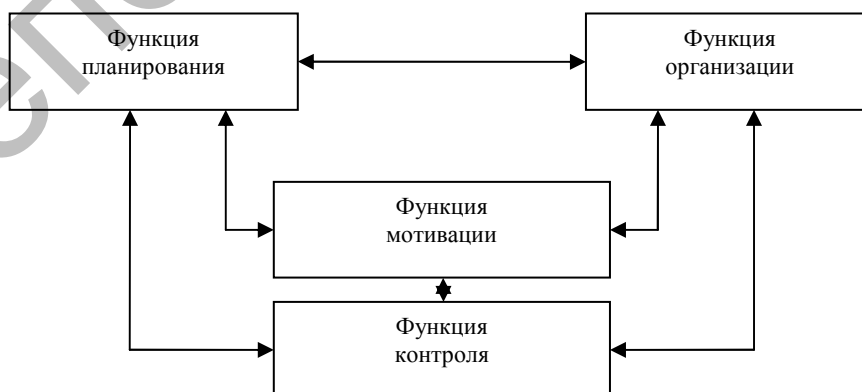 Функция
планирования
Функция
организации
Функция
мотивации
Функция
контроля